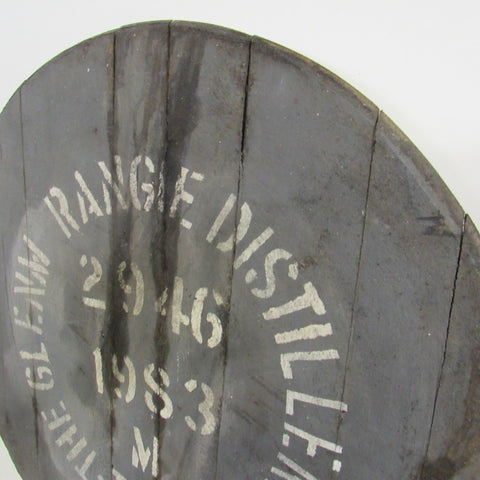 THE GLEN
RANGIE DISTILLE
2946
1983
M